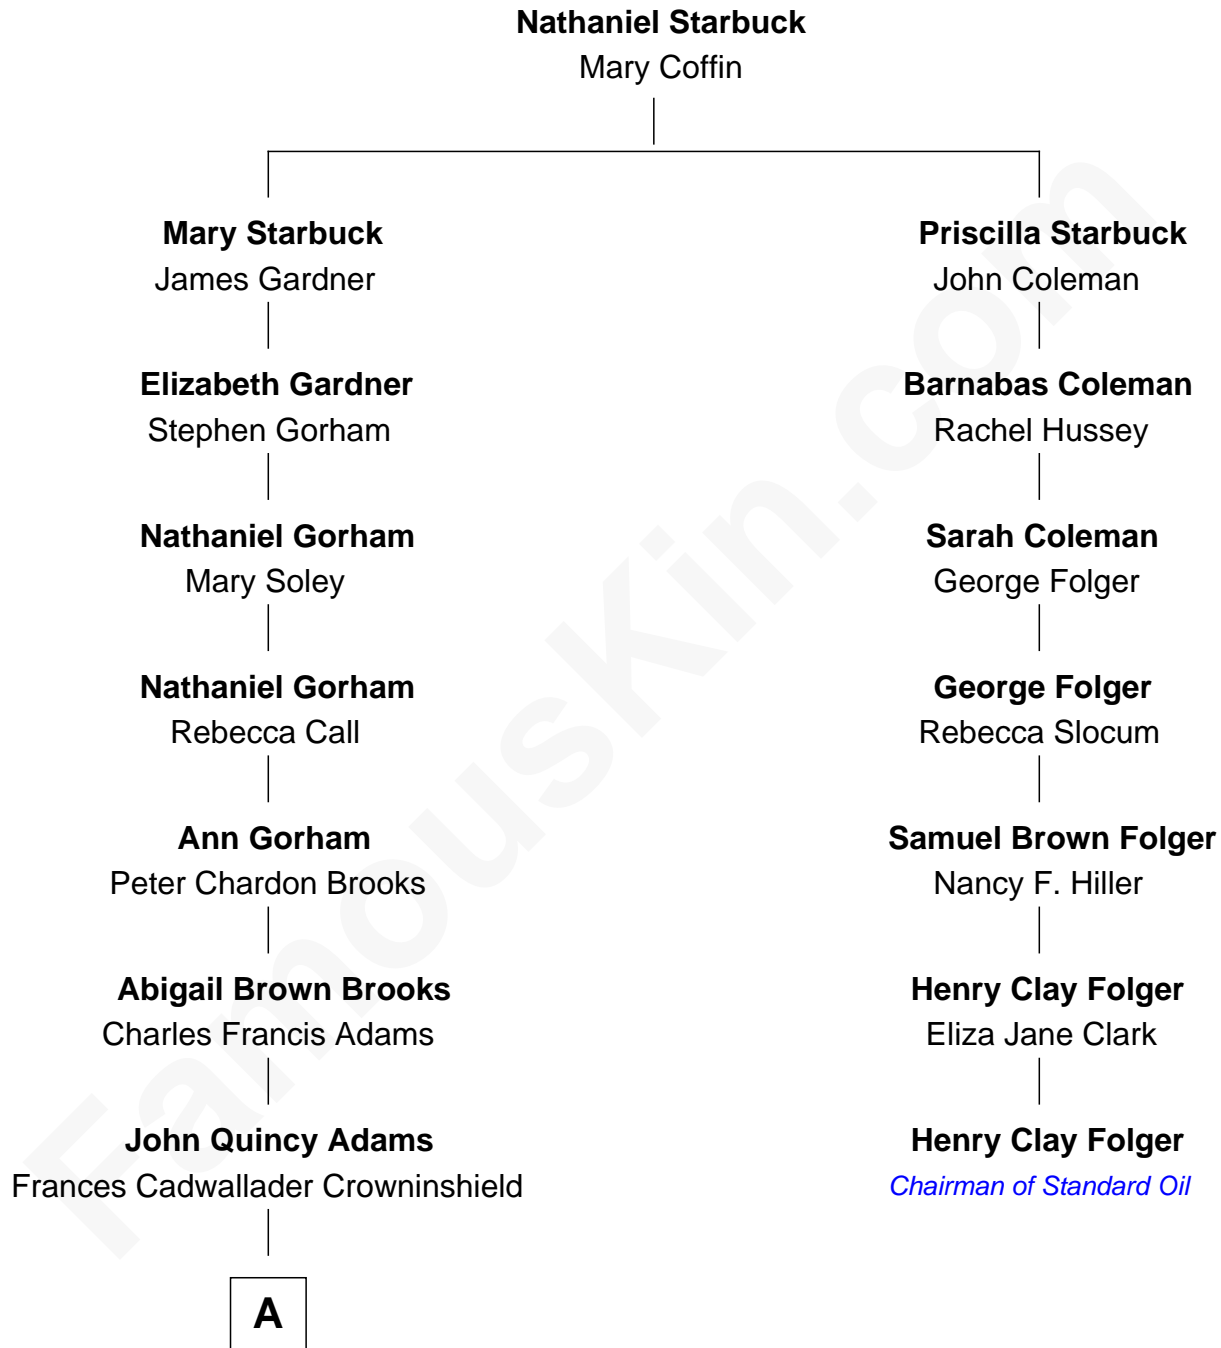 Nathaniel Starbuck
Mary Coffin
Mary Starbuck
James Gardner
Priscilla Starbuck
John Coleman
Elizabeth Gardner
Stephen Gorham
Barnabas Coleman
Rachel Hussey
Nathaniel Gorham
Mary Soley
Sarah Coleman
George Folger
Nathaniel Gorham
Rebecca Call
George Folger
Rebecca Slocum
Ann Gorham
Peter Chardon Brooks
Samuel Brown Folger
Nancy F. Hiller
Abigail Brown Brooks
Charles Francis Adams
Henry Clay Folger
Eliza Jane Clark
John Quincy Adams
Frances Cadwallader Crowninshield
Henry Clay Folger
Chairman of Standard Oil
A
FamousKin.com